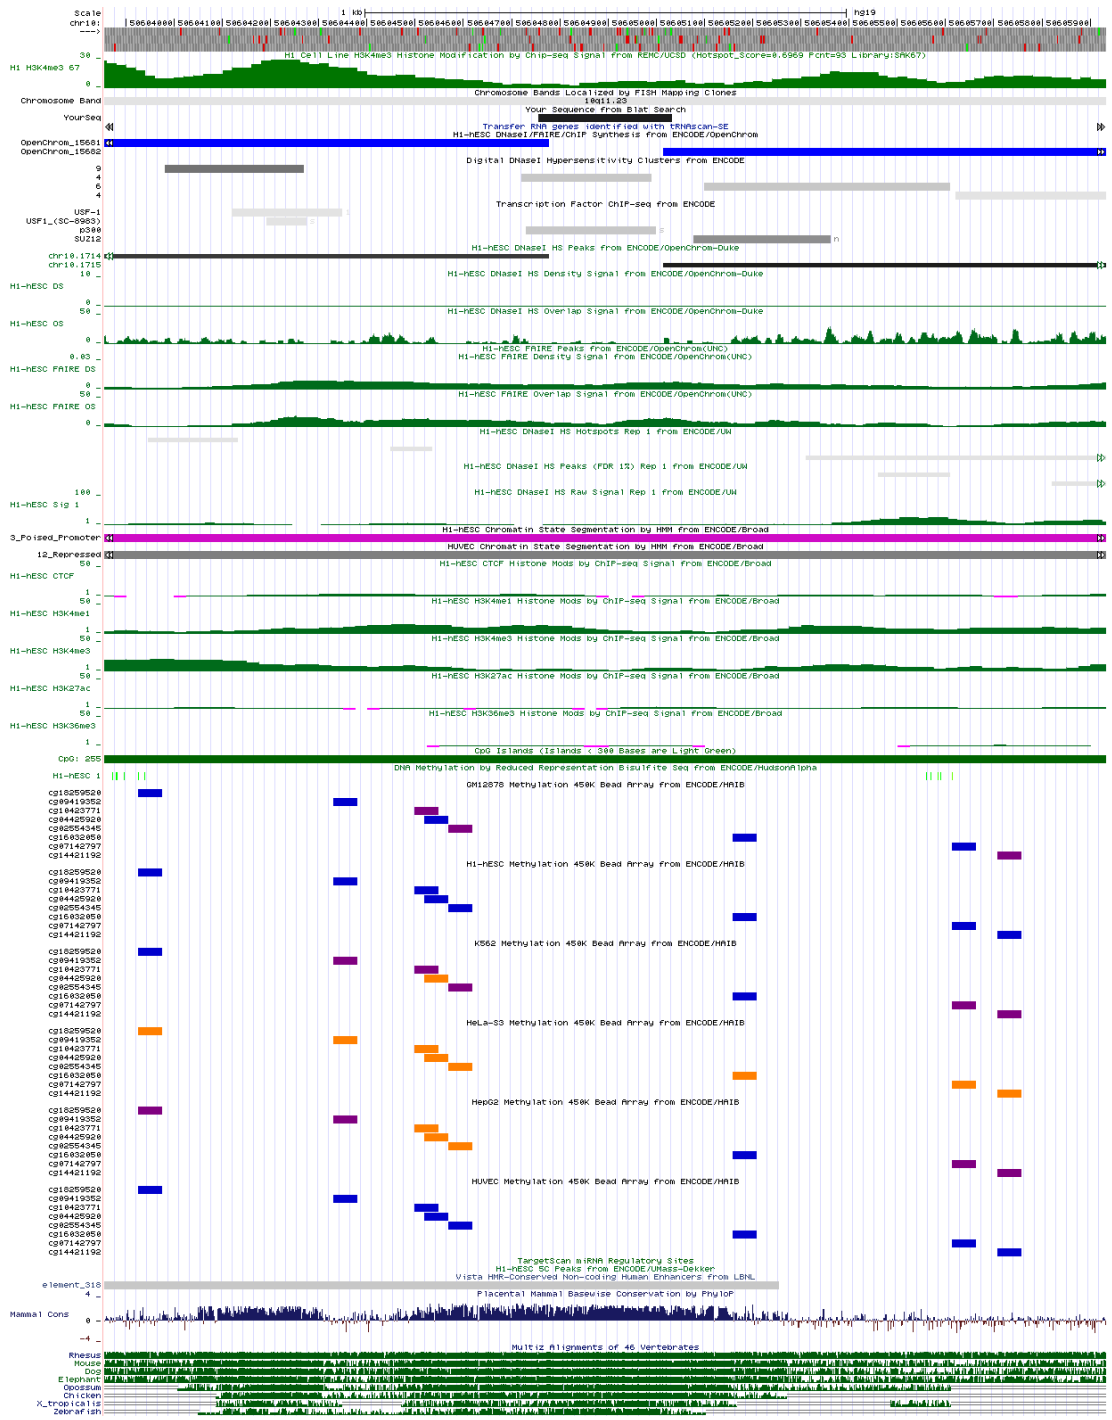 Scale 1 kb hg19
chr10: 50604000 50604100 50604200 50604300 50604400 50604500 50604600 50604700 50604800 50604900 50605000 50605100 50605200 50605300 50605400 50605500 50605600 50605700 50605800 50605900
--->
H1 Cell Line H3K4me3 Histone Modification by Chip-seq Signal from REMC/UCSD (Hotspot_Score=0.6969 Pcnt=93 Library:SAK67)
30 _
H1 H3K4me3 67
0 _
Chromosome Bands Localized by FISH Mapping Clones
Chromosome Band 10q11.23
Your Sequence from Blat Search
YourSeq
Transfer RNA genes identified with tRNAscan-SE
H1-hESC DNaseI/FAIRE/ChIP Synthesis from ENCODE/OpenChrom
OpenChrom_15681
OpenChrom_15682
Digital DNaseI Hypersensitivity Clusters from ENCODE
9
4
6
4
Transcription Factor ChIP-seq from ENCODE
USF-1
USF1_(SC-8983) s
p300 s
SUZ12 n
H1-hESC DNaseI HS Peaks from ENCODE/OpenChrom-Duke
chr10.1714
chr10.1715
H1-hESC DNaseI HS Density Signal from ENCODE/OpenChrom-Duke
10 _
H1-hESC DS
0 _
H1-hESC DNaseI HS Overlap Signal from ENCODE/OpenChrom-Duke
50 _
H1-hESC OS
0 _
H1-hESC FAIRE Peaks from ENCODE/OpenChrom(UNC)
H1-hESC FAIRE Density Signal from ENCODE/OpenChrom(UNC)
0.03 _
H1-hESC FAIRE DS
0 _
H1-hESC FAIRE Overlap Signal from ENCODE/OpenChrom(UNC)
50 _
H1-hESC FAIRE OS
0 _
H1-hESC DNaseI HS Hotspots Rep 1 from ENCODE/UW
H1-hESC DNaseI HS Peaks (FDR 1%) Rep 1 from ENCODE/UW
H1-hESC DNaseI HS Raw Signal Rep 1 from ENCODE/UW
100 _
H1-hESC Sig 1
1 _
H1-hESC Chromatin State Segmentation by HMM from ENCODE/Broad
3_Poised_Promoter
HUVEC Chromatin State Segmentation by HMM from ENCODE/Broad
12_Repressed
H1-hESC CTCF Histone Mods by ChIP-seq Signal from ENCODE/Broad
50 _
H1-hESC CTCF
1 _
H1-hESC H3K4me1 Histone Mods by ChIP-seq Signal from ENCODE/Broad
50 _
H1-hESC H3K4me1
1 _
H1-hESC H3K4me3 Histone Mods by ChIP-seq Signal from ENCODE/Broad
50 _
H1-hESC H3K4me3
1 _
H1-hESC H3K27ac Histone Mods by ChIP-seq Signal from ENCODE/Broad
50 _
H1-hESC H3K27ac
1 _
H1-hESC H3K36me3 Histone Mods by ChIP-seq Signal from ENCODE/Broad
50 _
H1-hESC H3K36me3
1 _
CpG Islands (Islands < 300 Bases are Light Green)
CpG: 255
DNA Methylation by Reduced Representation Bisulfite Seq from ENCODE/HudsonAlpha
H1-hESC 1
GM12878 Methylation 450K Bead Array from ENCODE/HAIB
cg18259520
cg09419352
cg10423771
cg04425920
cg02554345
cg16032050
cg07142797
cg14421192
H1-hESC Methylation 450K Bead Array from ENCODE/HAIB
cg18259520
cg09419352
cg10423771
cg04425920
cg02554345
cg16032050
cg07142797
cg14421192
K562 Methylation 450K Bead Array from ENCODE/HAIB
cg18259520
cg09419352
cg10423771
cg04425920
cg02554345
cg16032050
cg07142797
cg14421192
HeLa-S3 Methylation 450K Bead Array from ENCODE/HAIB
cg18259520
cg09419352
cg10423771
cg04425920
cg02554345
cg16032050
cg07142797
cg14421192
HepG2 Methylation 450K Bead Array from ENCODE/HAIB
cg18259520
cg09419352
cg10423771
cg04425920
cg02554345
cg16032050
cg07142797
cg14421192
HUVEC Methylation 450K Bead Array from ENCODE/HAIB
cg18259520
cg09419352
cg10423771
cg04425920
cg02554345
cg16032050
cg07142797
cg14421192
TargetScan miRNA Regulatory Sites
H1-hESC 5C Peaks from ENCODE/UMass-Dekker
Vista HMR-Conserved Non-coding Human Enhancers from LBNL
element_318
Placental Mammal Basewise Conservation by PhyloP
4 _
Mammal Cons
0 _
-4 _
Multiz Alignments of 46 Vertebrates
Rhesus
Mouse
Dog
Elephant
Opossum
Chicken
X_tropicalis
Zebrafish